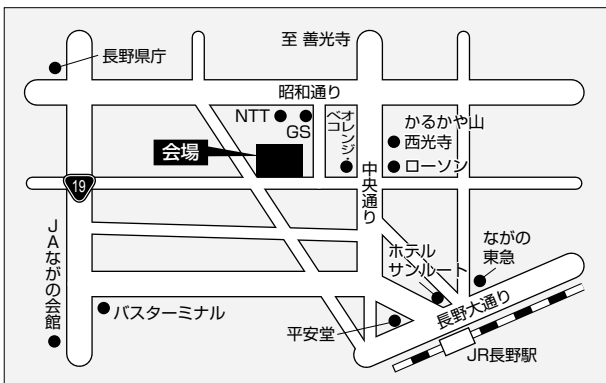 至 善光寺
長野県庁
昭和通り
NTT
GS
オレンジ・
ペコ
かるかや山
西光寺
ローソン
会場
中央通り
19
JAながの会館
バスターミナル
ホテル
サンルート
ながの
東急
長野大通り
平安堂
JR長野駅